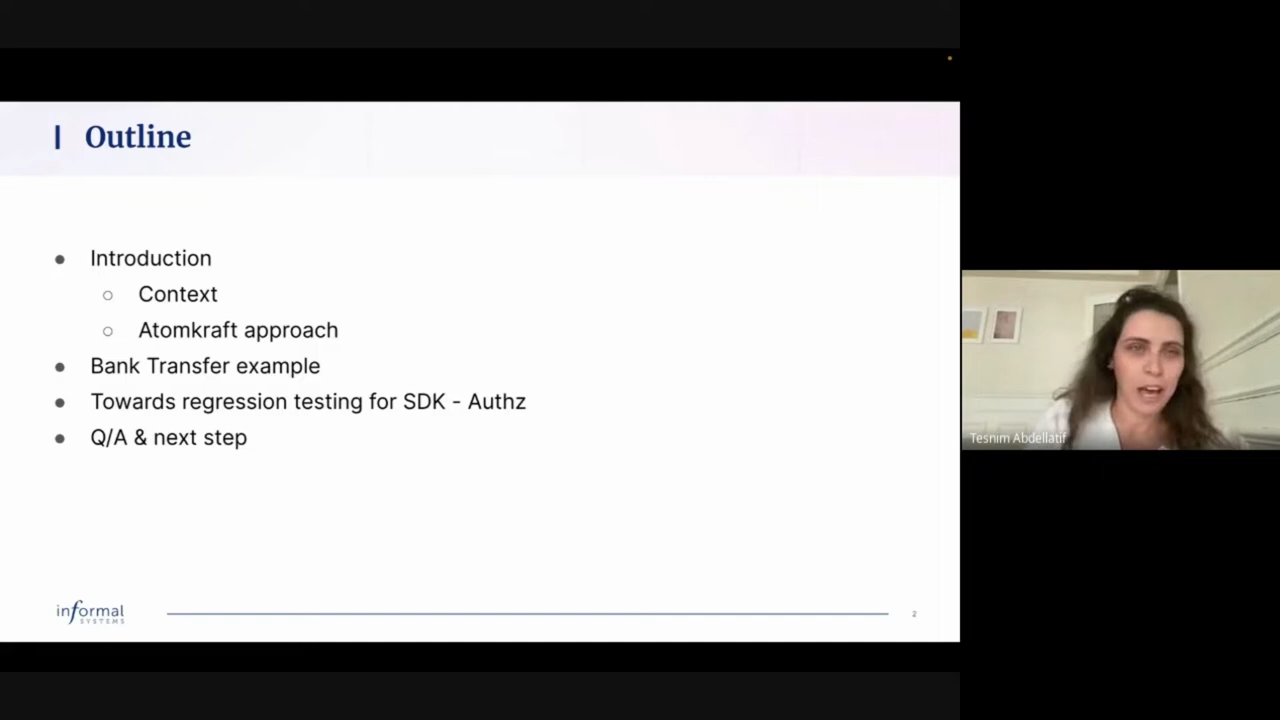 Outline
● Introduction
○ Context
○ Atomkraft approach
● Bank Transfer example
● Towards regression testing for SDK - Authz
● Q/A & next step
informal
SYSTEMS
2
Tesnim Abdellatif